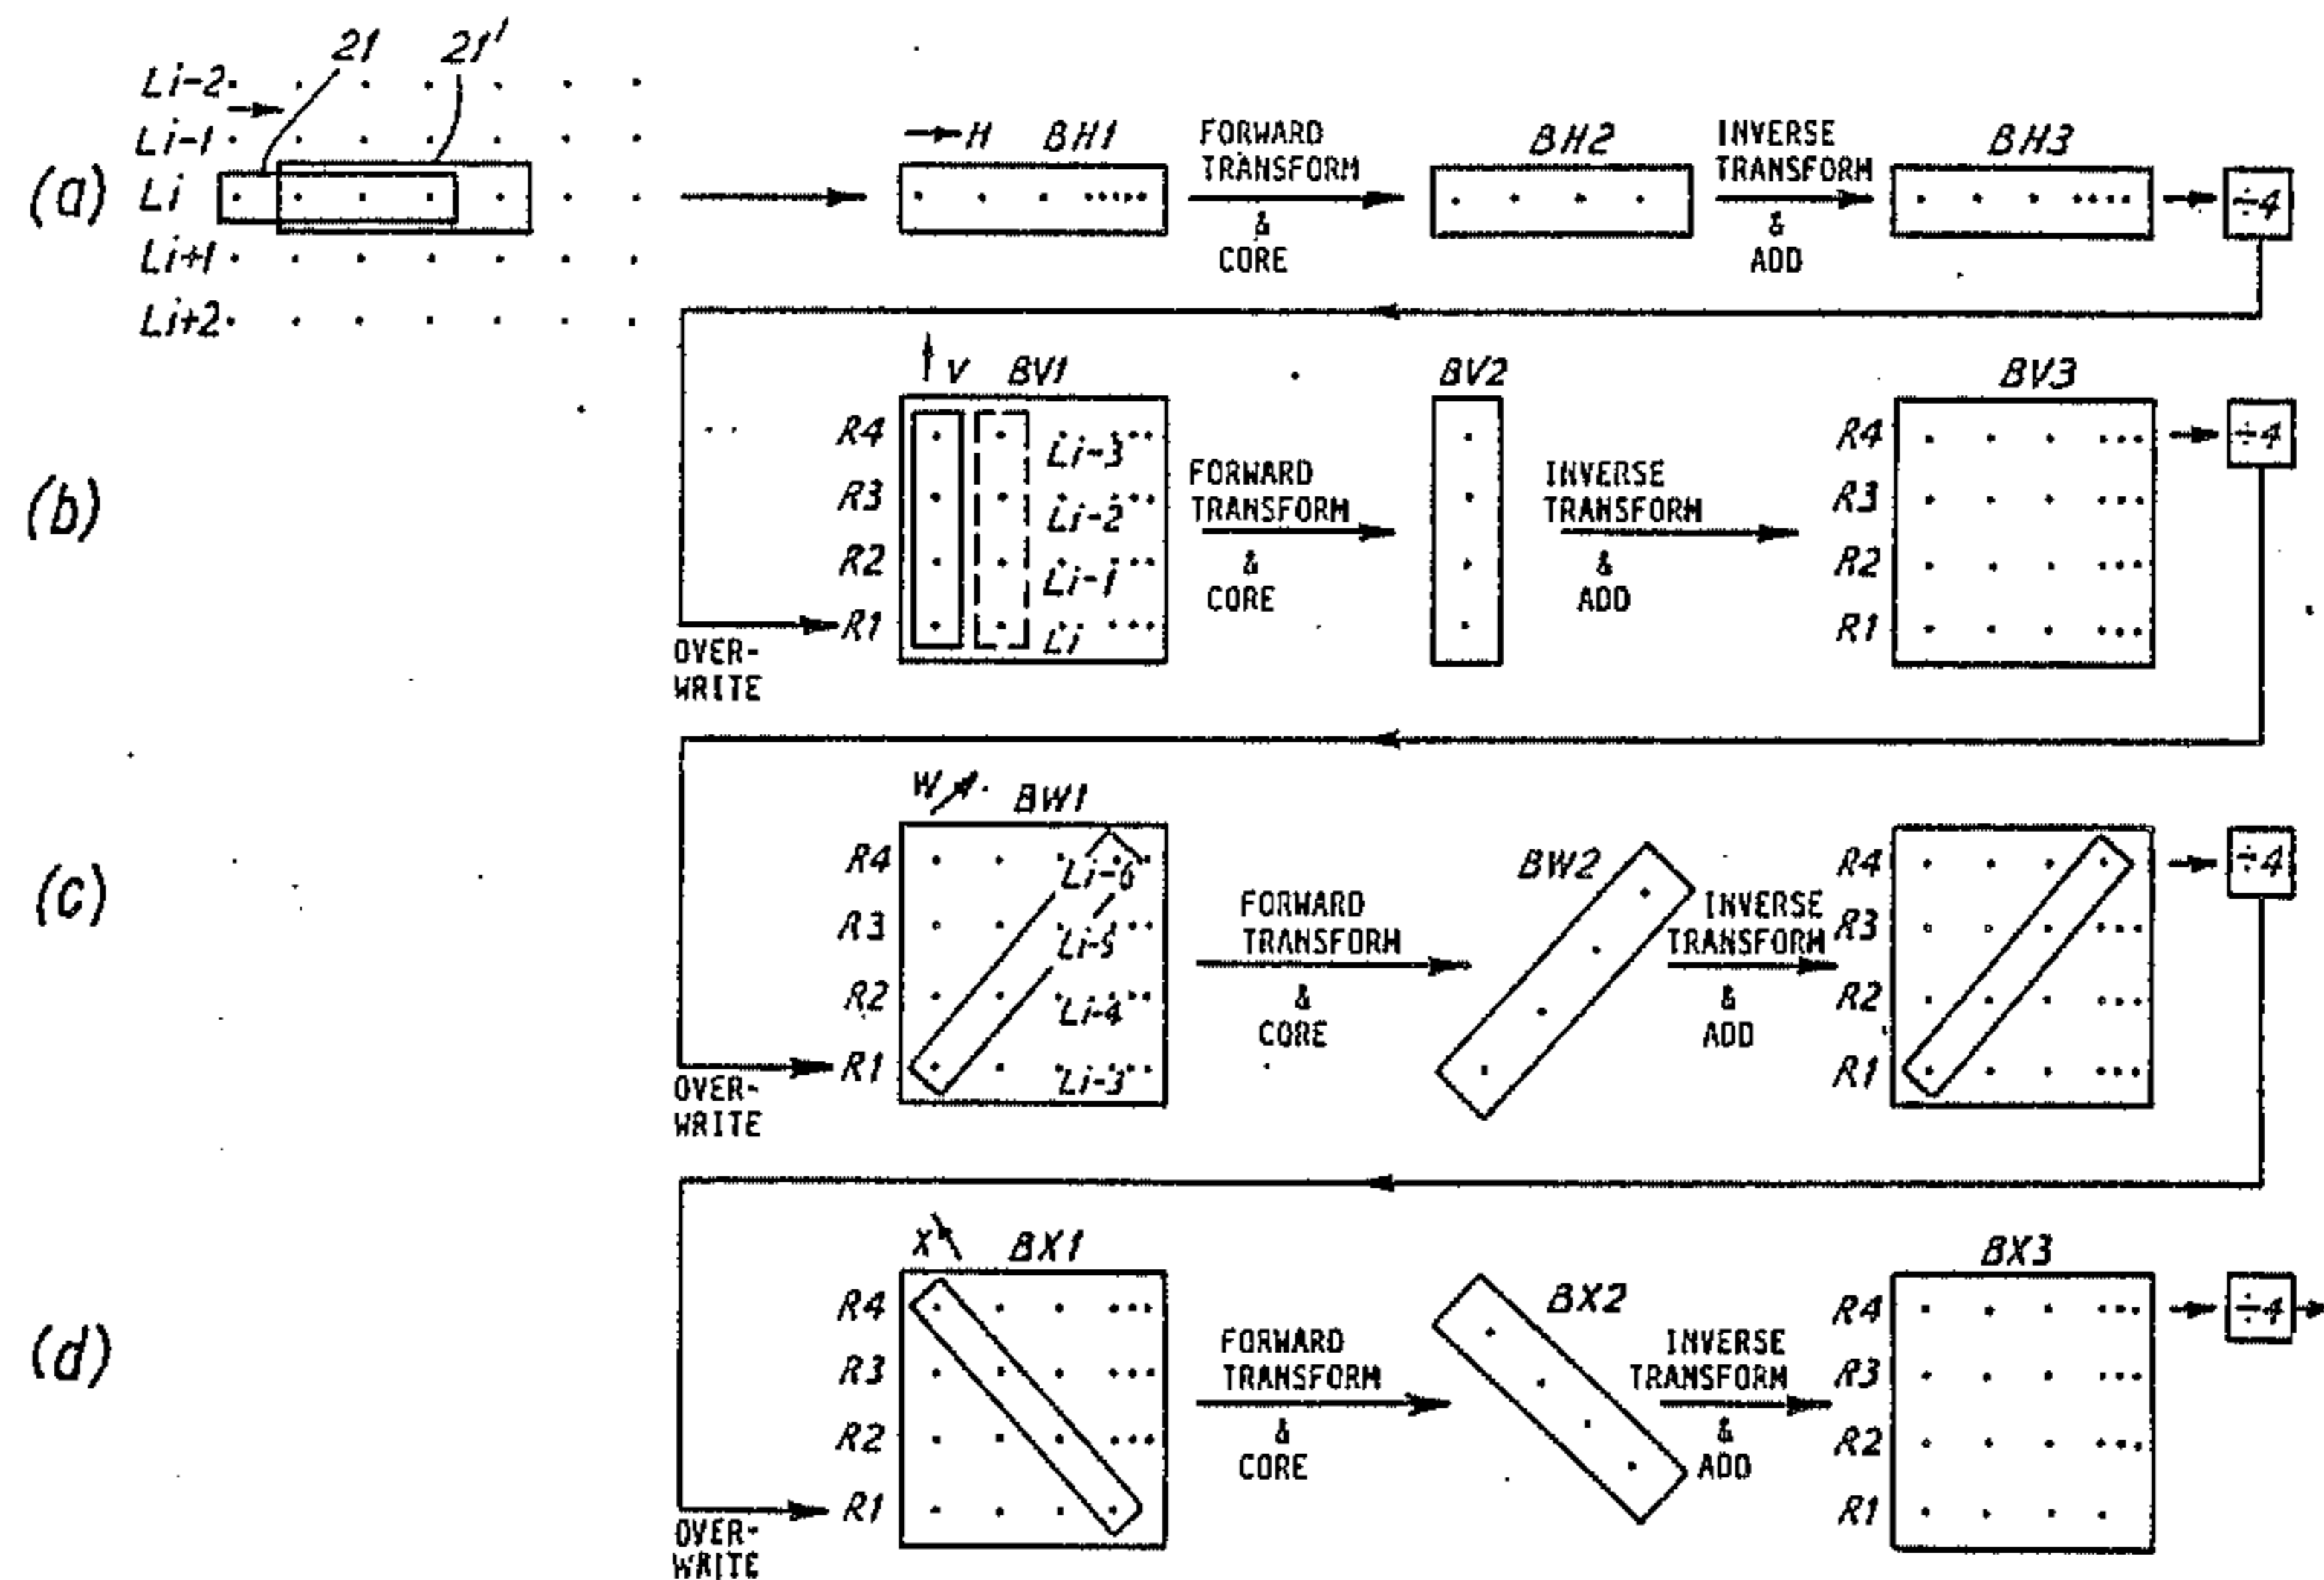 21 21'
Li-2
Li-1
(a) Li
Li+1
Li+2
H BH1
FORWARD
TRANSFORM
&
CORE
BH2
INVERSE
TRANSFORM
&
ADD
BH3
÷4
(b)
V BV1
R4 Li-3
R3 Li-2
R2 Li-1
R1 Li
OVER-
WRITE
FORWARD
TRANSFORM
&
CORE
BV2
INVERSE
TRANSFORM
&
ADD
BV3
R4
R3
R2
R1
÷4
(c)
W BW1
R4 Li-6
R3 Li-5
R2 Li-4
R1 Li-3
OVER-
WRITE
FORWARD
TRANSFORM
&
CORE
BW2
INVERSE
TRANSFORM
&
ADD
R4
R3
R2
R1
÷4
(d)
X BX1
R4
R3
R2
R1
OVER-
WRITE
FORWARD
TRANSFORM
&
CORE
BX2
INVERSE
TRANSFORM
&
ADD
BX3
R4
R3
R2
R1
÷4